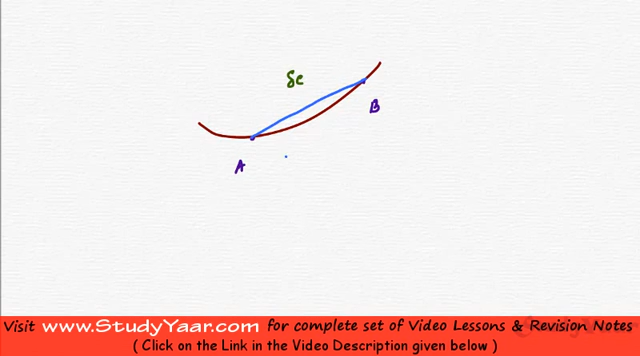 δc
B
A
Visit www.StudyYaar.com for complete set of Video Lessons & Revision Notes
( Click on the Link in the Video Description given below )